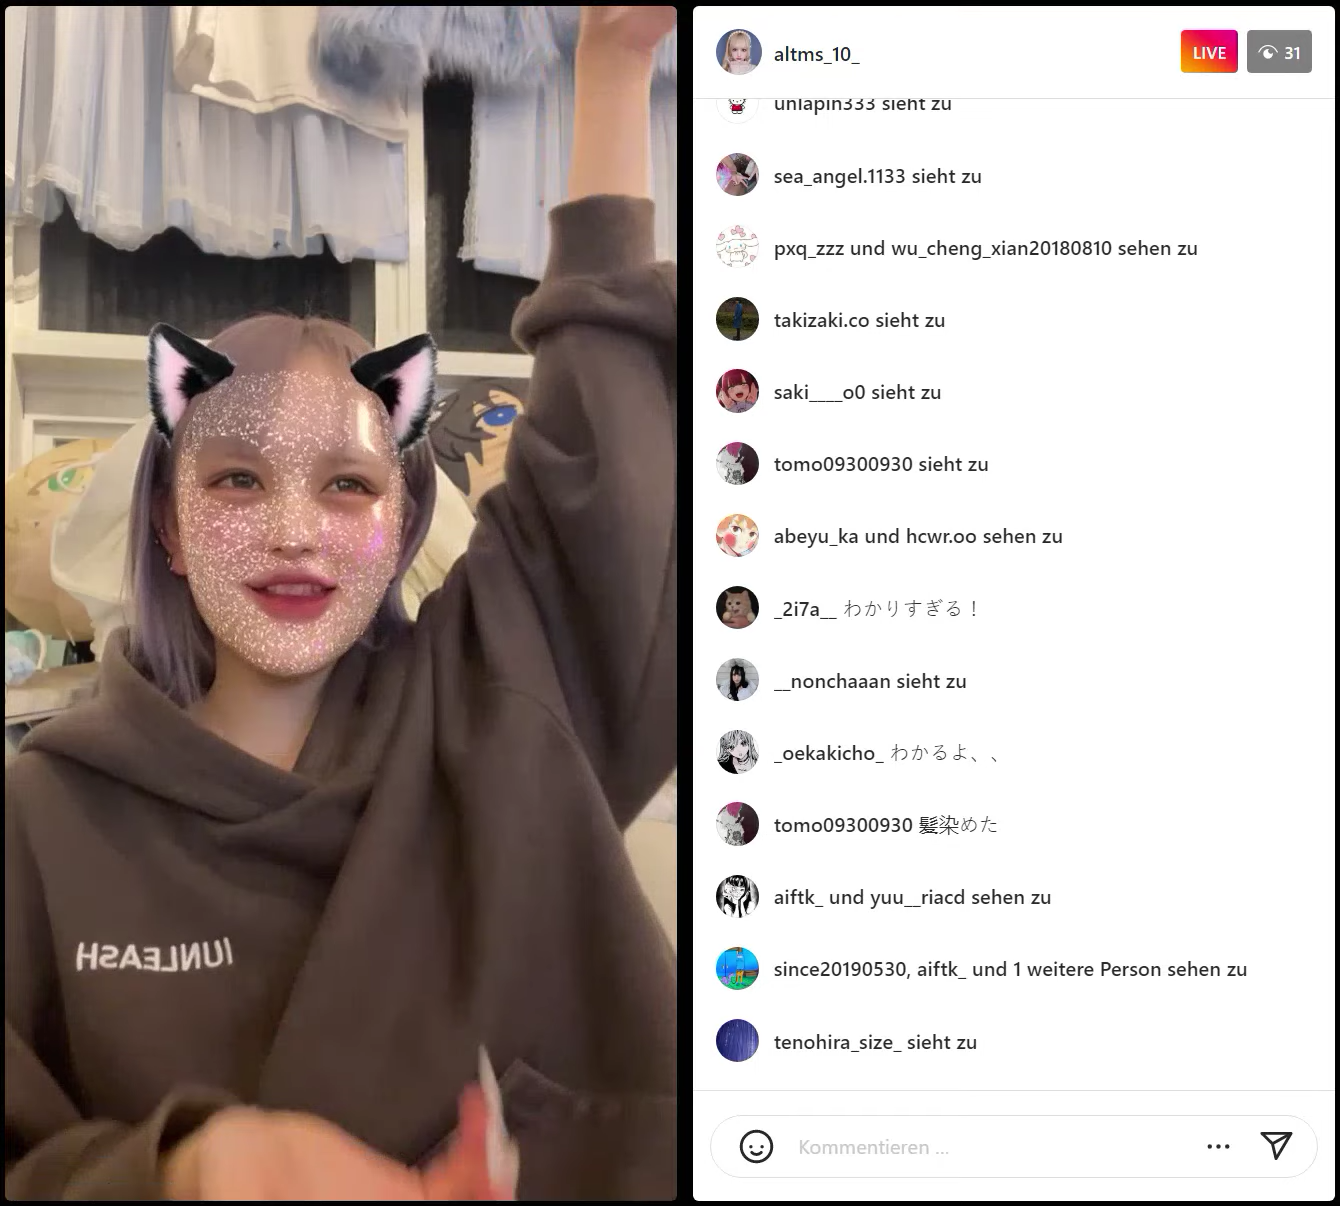 altms_10_
LIVE
31
unlapin333 sieht zu
sea_angel.1133 sieht zu
pxq_zzz und wu_cheng_xian20180810 sehen zu
takizaki.co sieht zu
saki____o0 sieht zu
tomo09300930 sieht zu
abeyu_ka und hcwr.oo sehen zu
_2i7a__ わかりすぎる！
__nonchaaan sieht zu
_oekakicho_ わかるよ、、
tomo09300930 髪染めた
aiftk_ und yuu__riacd sehen zu
since20190530, aiftk_ und 1 weitere Person sehen zu
tenohira_size_ sieht zu
Kommentieren ...
/UNLEASH